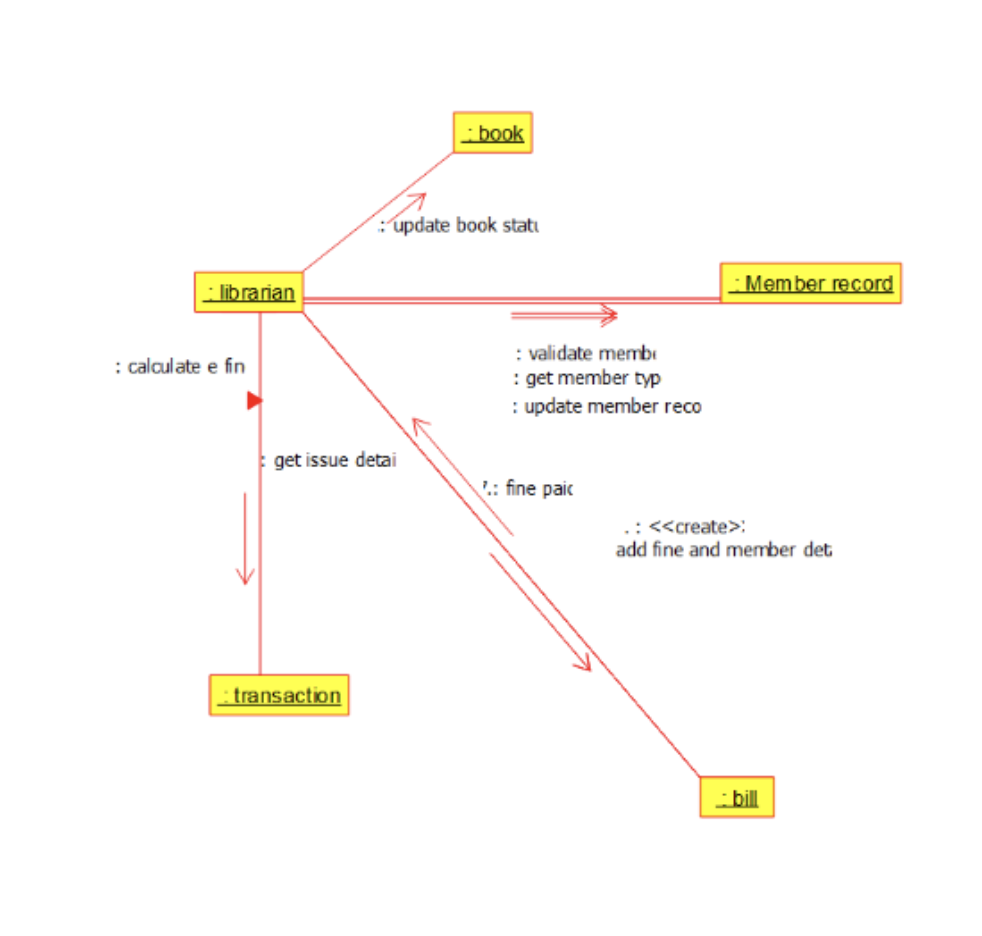 : book
.: update book statu
: librarian
: Member record
: validate membe
: get member typ
: update member reco
: calculate e fin
: get issue detai
7.: fine paid
. : <<create>>
add fine and member det
: transaction
: bill